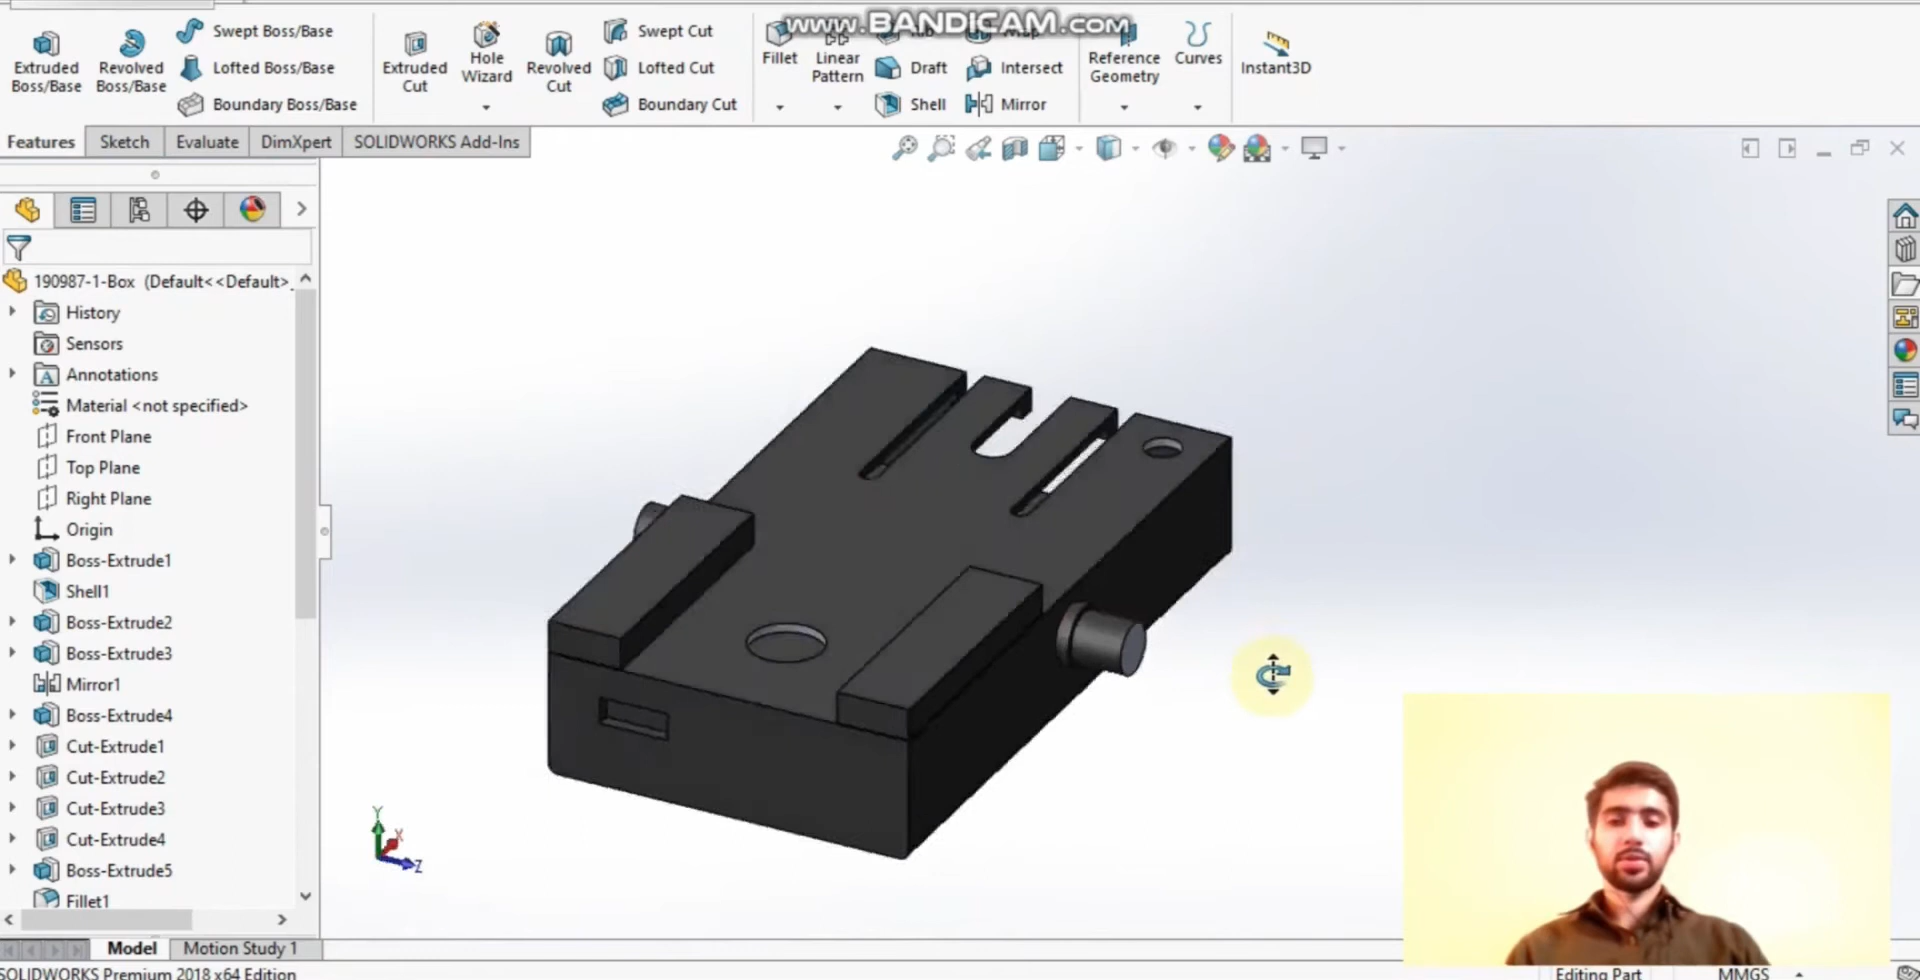 www.BANDICAM.com
Extruded Boss/Base
Revolved Boss/Base
Swept Boss/Base
Lofted Boss/Base
Boundary Boss/Base
Extruded Cut
Hole Wizard
Revolved Cut
Swept Cut
Lofted Cut
Boundary Cut
Fillet
Linear Pattern
Draft
Shell
Intersect
Mirror
Reference Geometry
Curves
Instant3D
Features
Sketch
Evaluate
DimXpert
SOLIDWORKS Add-Ins
190987-1-Box (Default<<Default>_
History
Sensors
Annotations
Material <not specified>
Front Plane
Top Plane
Right Plane
Origin
Boss-Extrude1
Shell1
Boss-Extrude2
Boss-Extrude3
Mirror1
Boss-Extrude4
Cut-Extrude1
Cut-Extrude2
Cut-Extrude3
Cut-Extrude4
Boss-Extrude5
Fillet1
Y
X
Z
Model
Motion Study 1
SOLIDWORKS Premium 2018 x64 Edition
Editing Part
MMGS